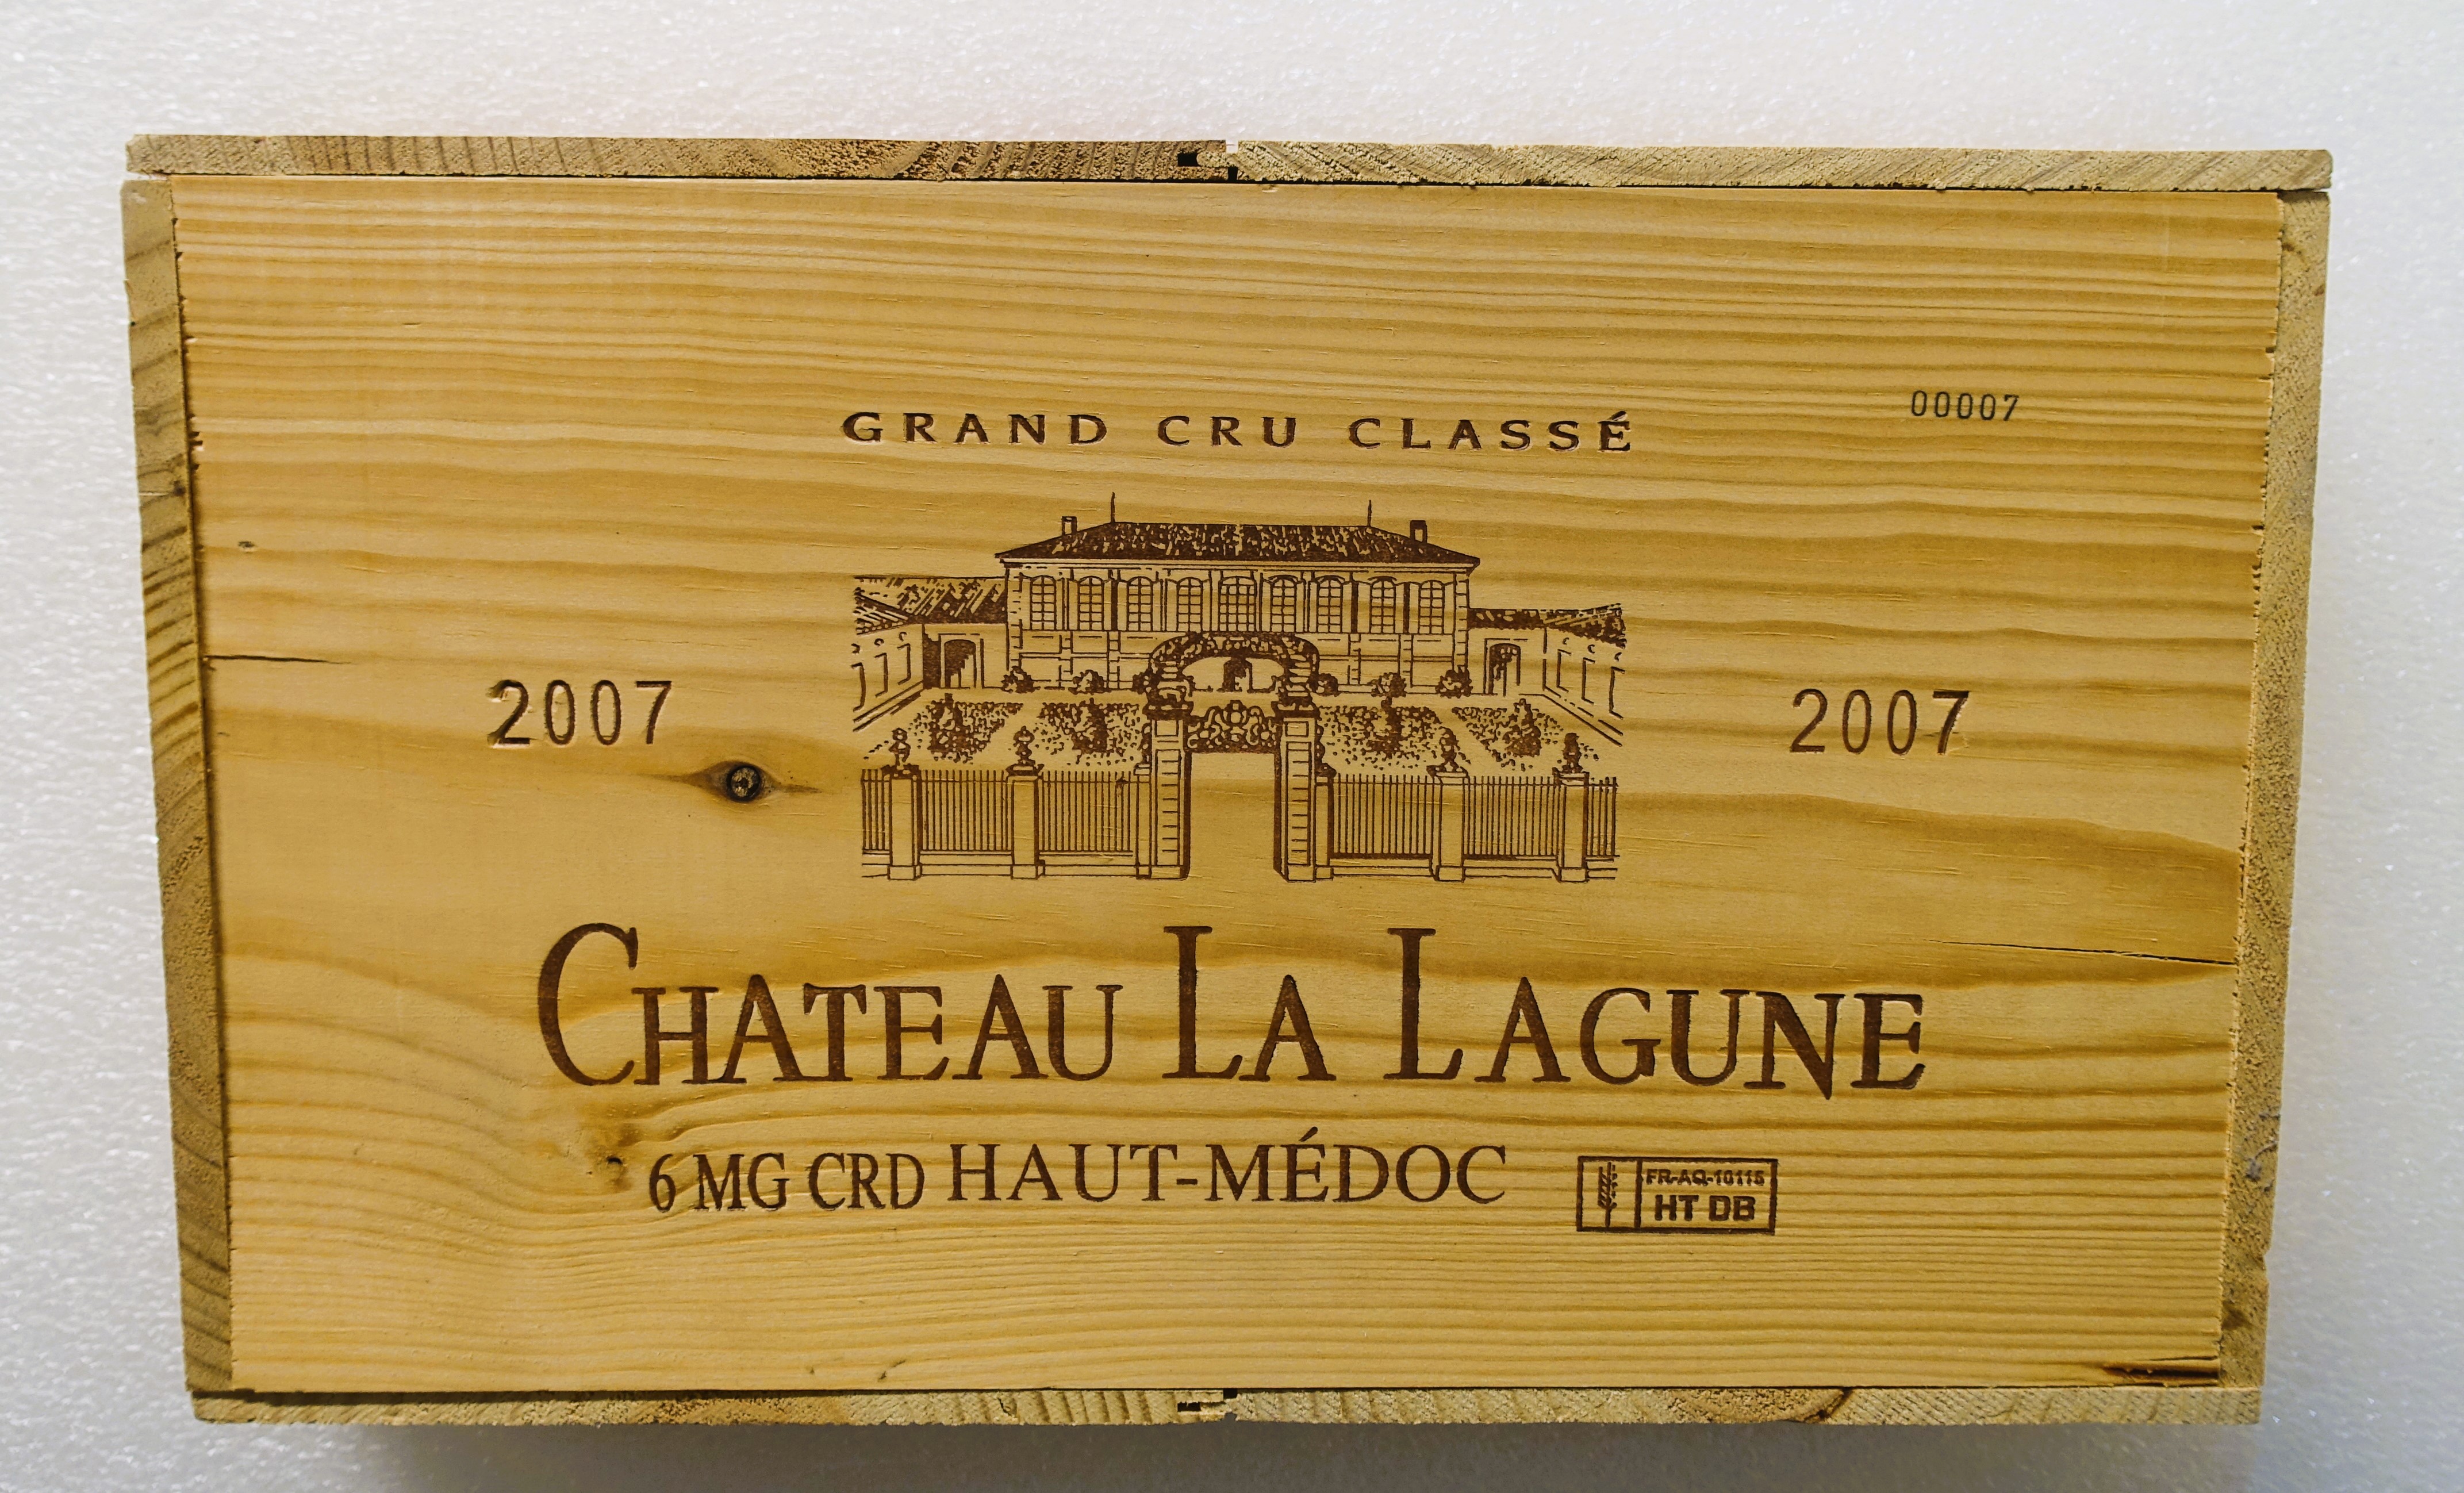 GRAND CRU CLASSÉ
00007
2007
2007
CHATEAU LA LAGUNE
6 MG CRD HAUT-MÉDOC
FR-AQ-10115
HT DB